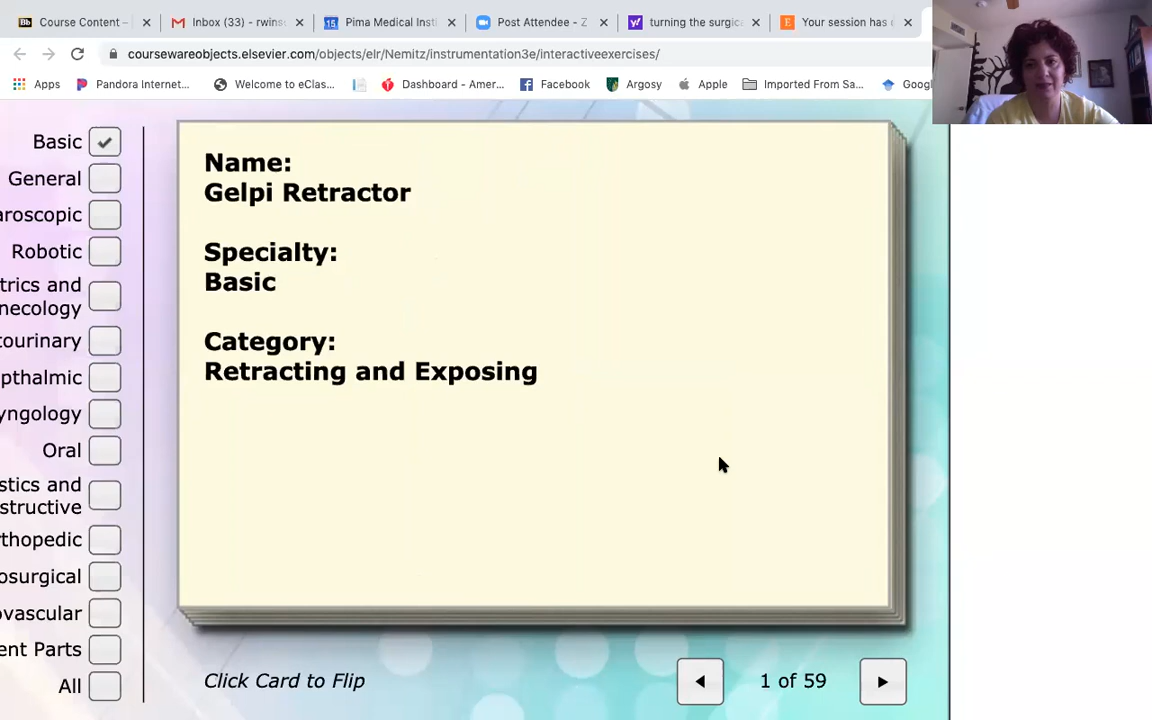 Course Content –
Inbox (33) – rwins
Pima Medical Insti
Post Attendee - Z
turning the surgic
Your session has
coursewareobjects.elsevier.com/objects/elr/Nemitz/instrumentation3e/interactiveexercises/
Apps
Pandora Internet...
Welcome to eClas...
Dashboard - Amer...
Facebook
Argosy
Apple
Imported From Sa...
Googl
Basic
General
aroscopic
Robotic
trics and
necology
tourinary
pthalmic
yngology
Oral
stics and
structive
thopedic
osurgical
ovascular
ent Parts
All
Name:
Gelpi Retractor
Specialty:
Basic
Category:
Retracting and Exposing
Click Card to Flip
1 of 59